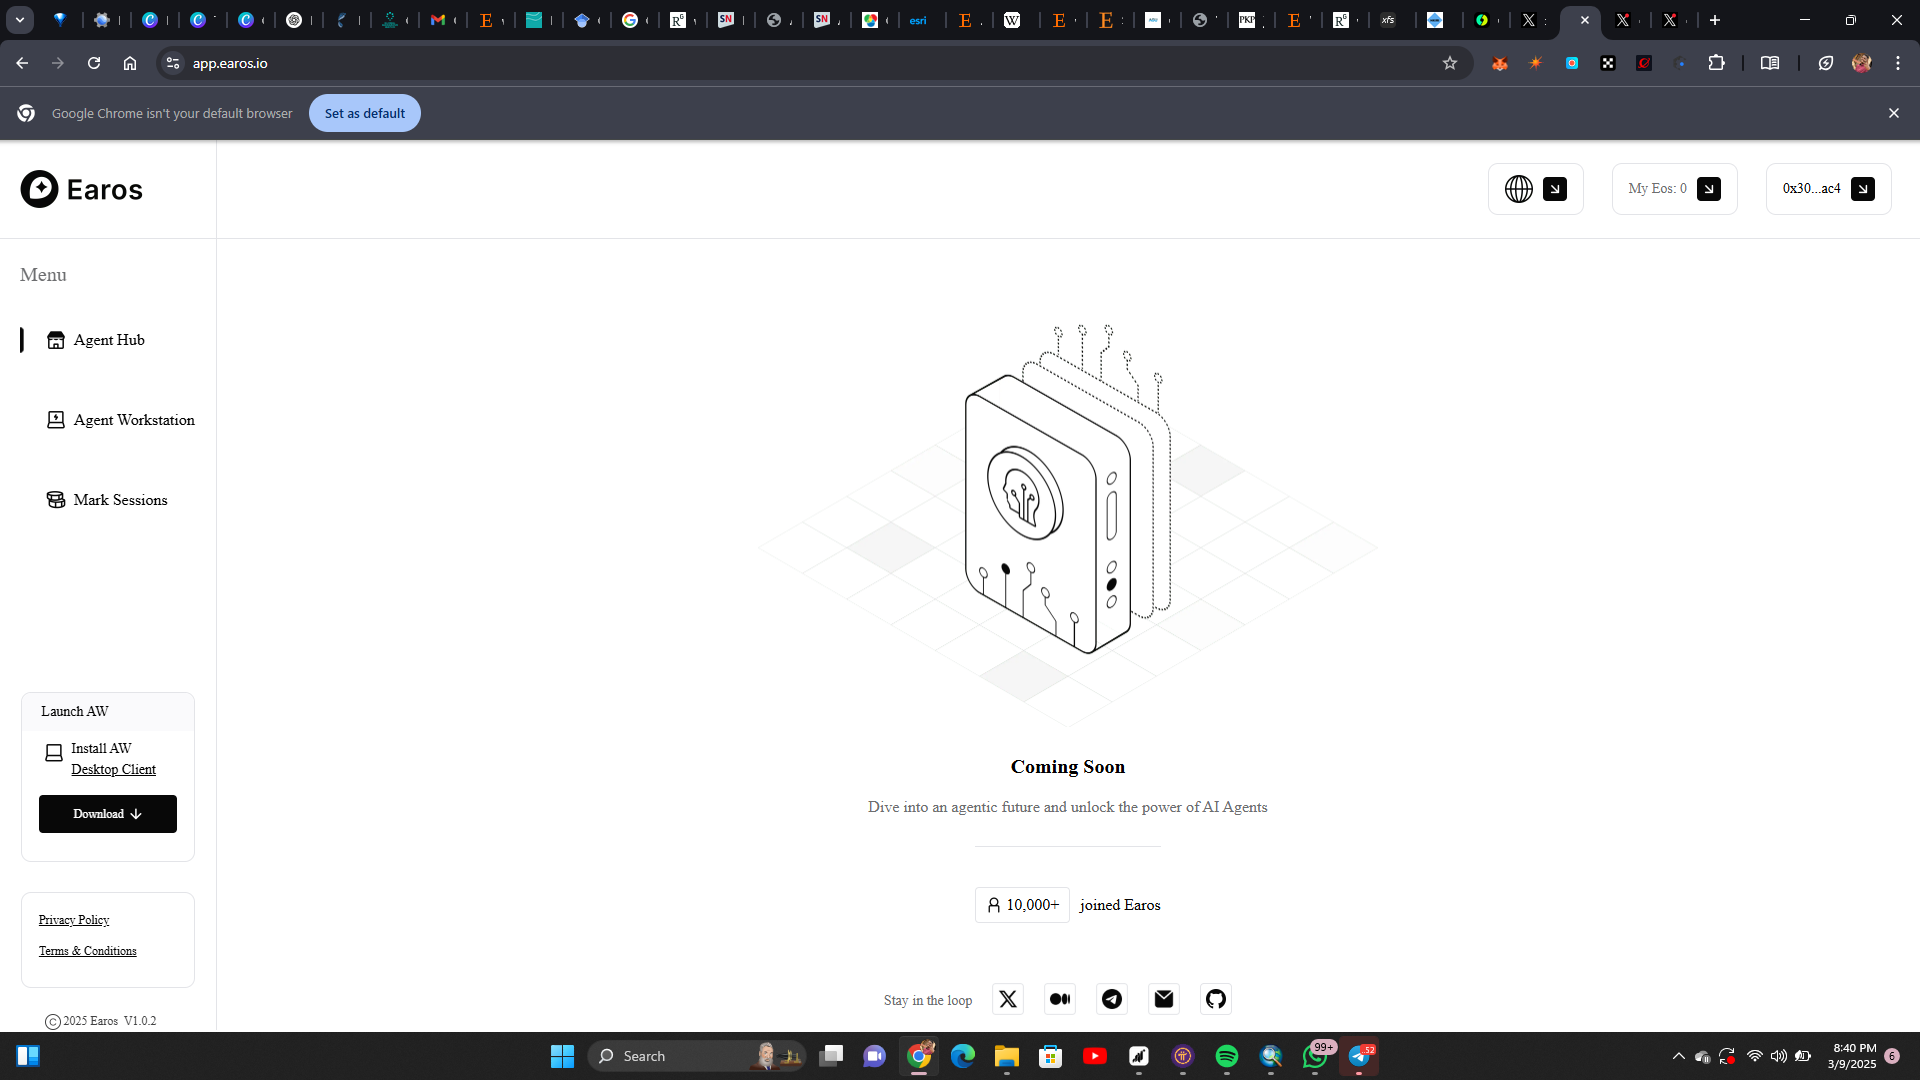 app.earos.io
Google Chrome isn't your default browser
Set as default
Earos
My Eos: 0
0x30...ac4
Menu
Agent Hub
Agent Workstation
Mark Sessions
Launch AW
Install AW
Desktop Client
Download
Privacy Policy
Terms & Conditions
© 2025 Earos V1.0.2
Coming Soon
Dive into an agentic future and unlock the power of AI Agents
10,000+ joined Earos
Stay in the loop
Search
99+
52
8:40 PM
3/9/2025
6